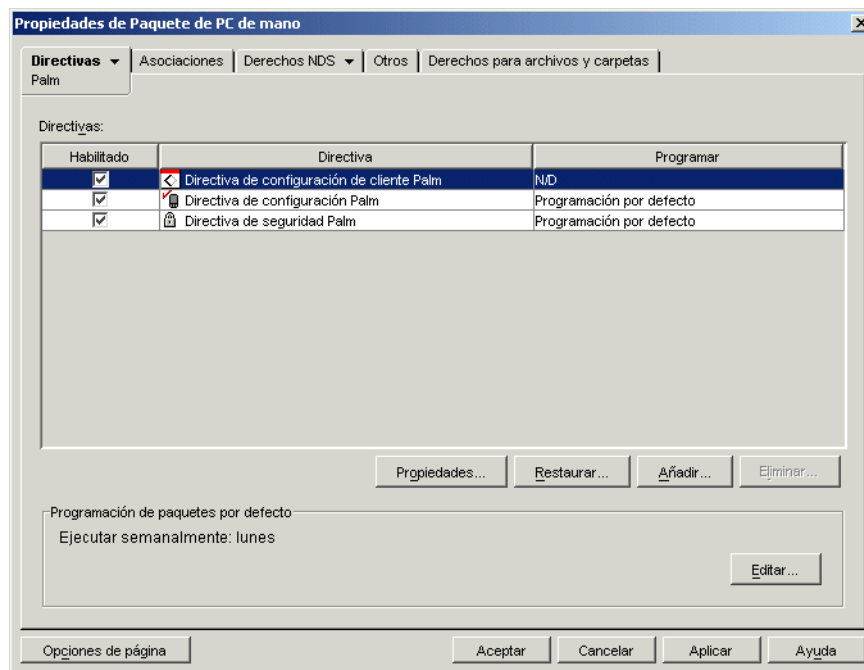 Propiedades de Paquete de PC de mano
Directivas Asociaciones Derechos NDS Otros Derechos para archivos y carpetas
Palm
Directivas:
Habilitado Directiva Programar
Directiva de configuración de cliente Palm N/D
Directiva de configuración Palm Programación por defecto
Directiva de seguridad Palm Programación por defecto
Propiedades... Restaurar... Añadir... Eliminar...
Programación de paquetes por defecto
Ejecutar semanalmente: lunes
Editar...
Opciones de página Aceptar Cancelar Aplicar Ayuda